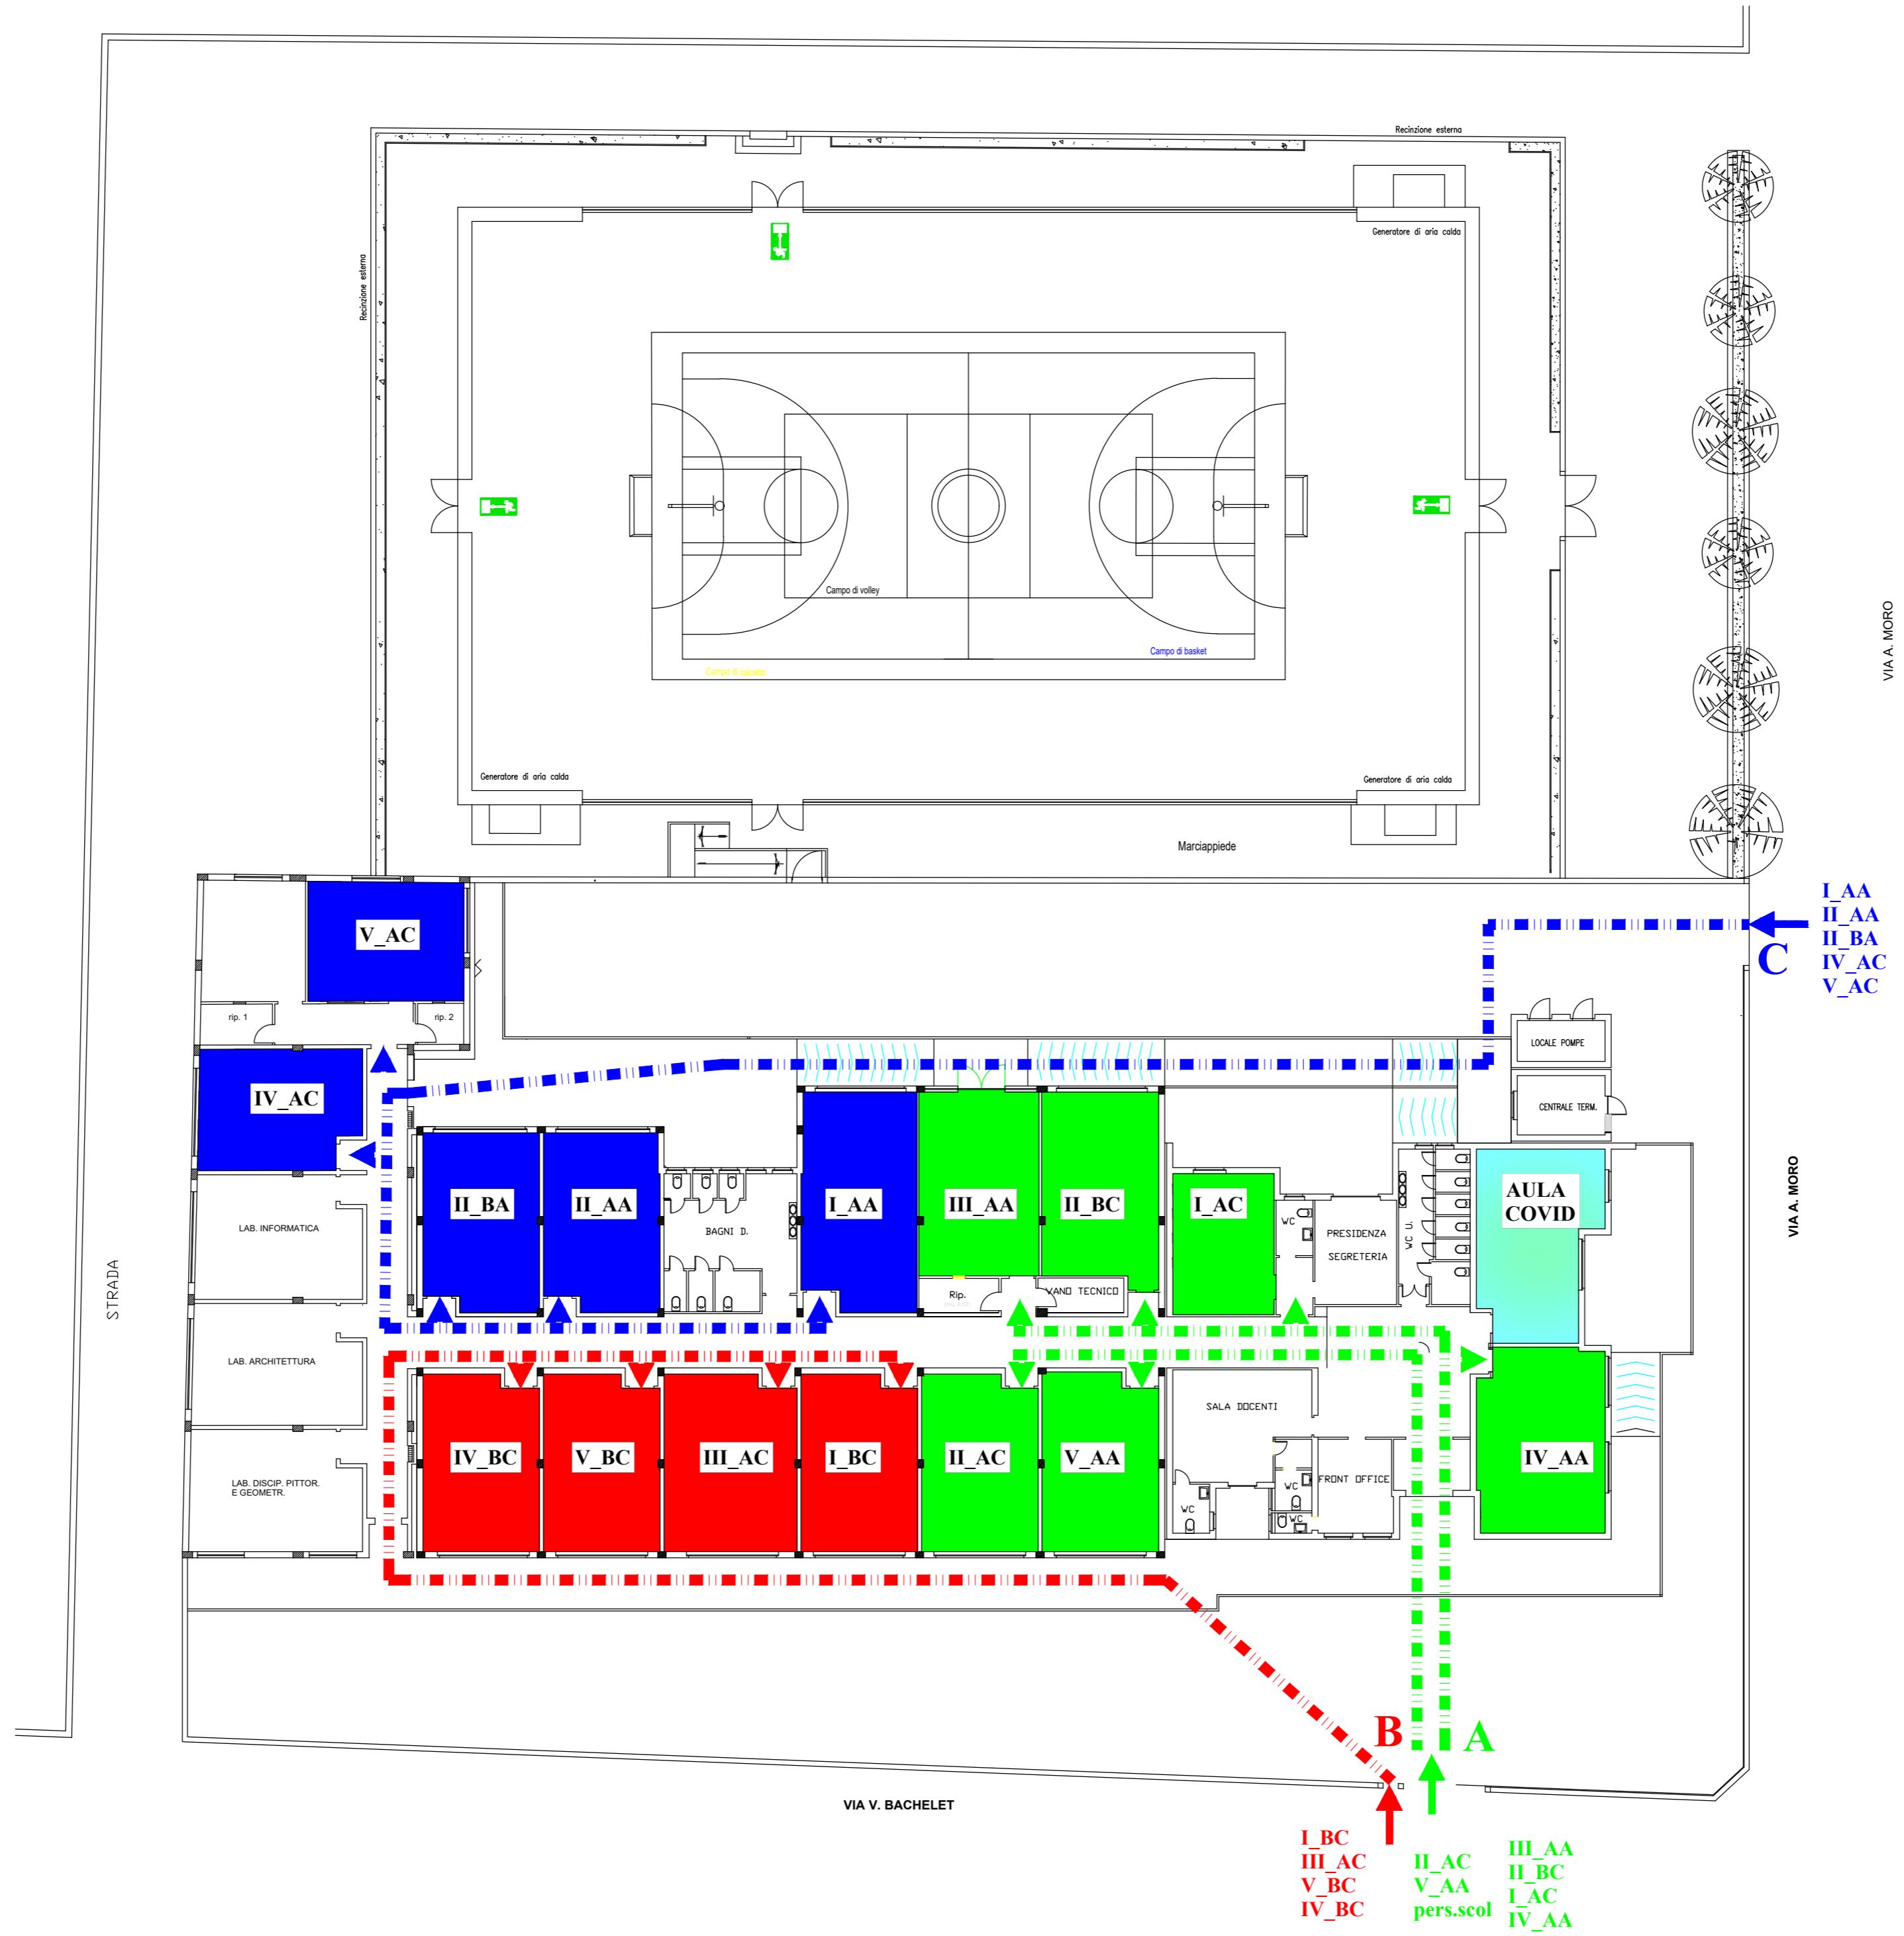 Recinzione esterna
Generatore di aria calda
Recinzione esterna
Campo di volley
Campo di basket
Campo di calcetto
VIA A. MORO
Generatore di aria calda
Generatore di aria calda
Marciappiede
I_AA
II_AA
II_BA
IV_AC
V_AC
C
V_AC
rip. 1
rip. 2
LOCALE POMPE
IV_AC
CENTRALE TERM.
VIA A. MORO
II_BA
II_AA
BAGNI D.
I_AA
III_AA
II_BC
I_AC
WC
PRESIDENZA
SEGRETERIA
WC U.
AULA
COVID
LAB. INFORMATICA
STRADA
Rip.
VANO TECNICO
LAB. ARCHITETTURA
SALA DOCENTI
IV_BC
V_BC
III_AC
I_BC
II_AC
V_AA
IV_AA
LAB. DISCIP. PITTOR.
E GEOMETR.
WC
FRONT OFFICE
WC
WC
B
A
VIA V. BACHELET
I_BC
III_AC
V_BC
IV_BC
II_AC
V_AA
pers.scol
III_AA
II_BC
I_AC
IV_AA